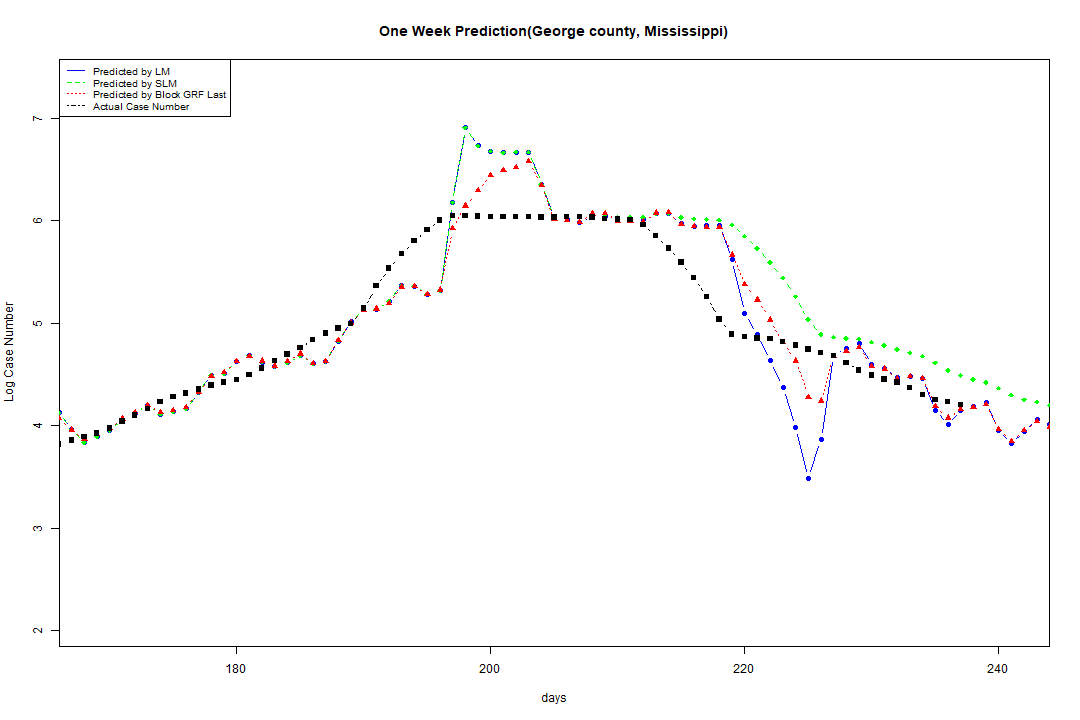 One Week Prediction(George county, Mississippi)
Predicted by LM
Predicted by SLM
Predicted by Block GRF Last
Actual Case Number
7
6
5
4
3
2
Log Case Number
180
200
220
240
days